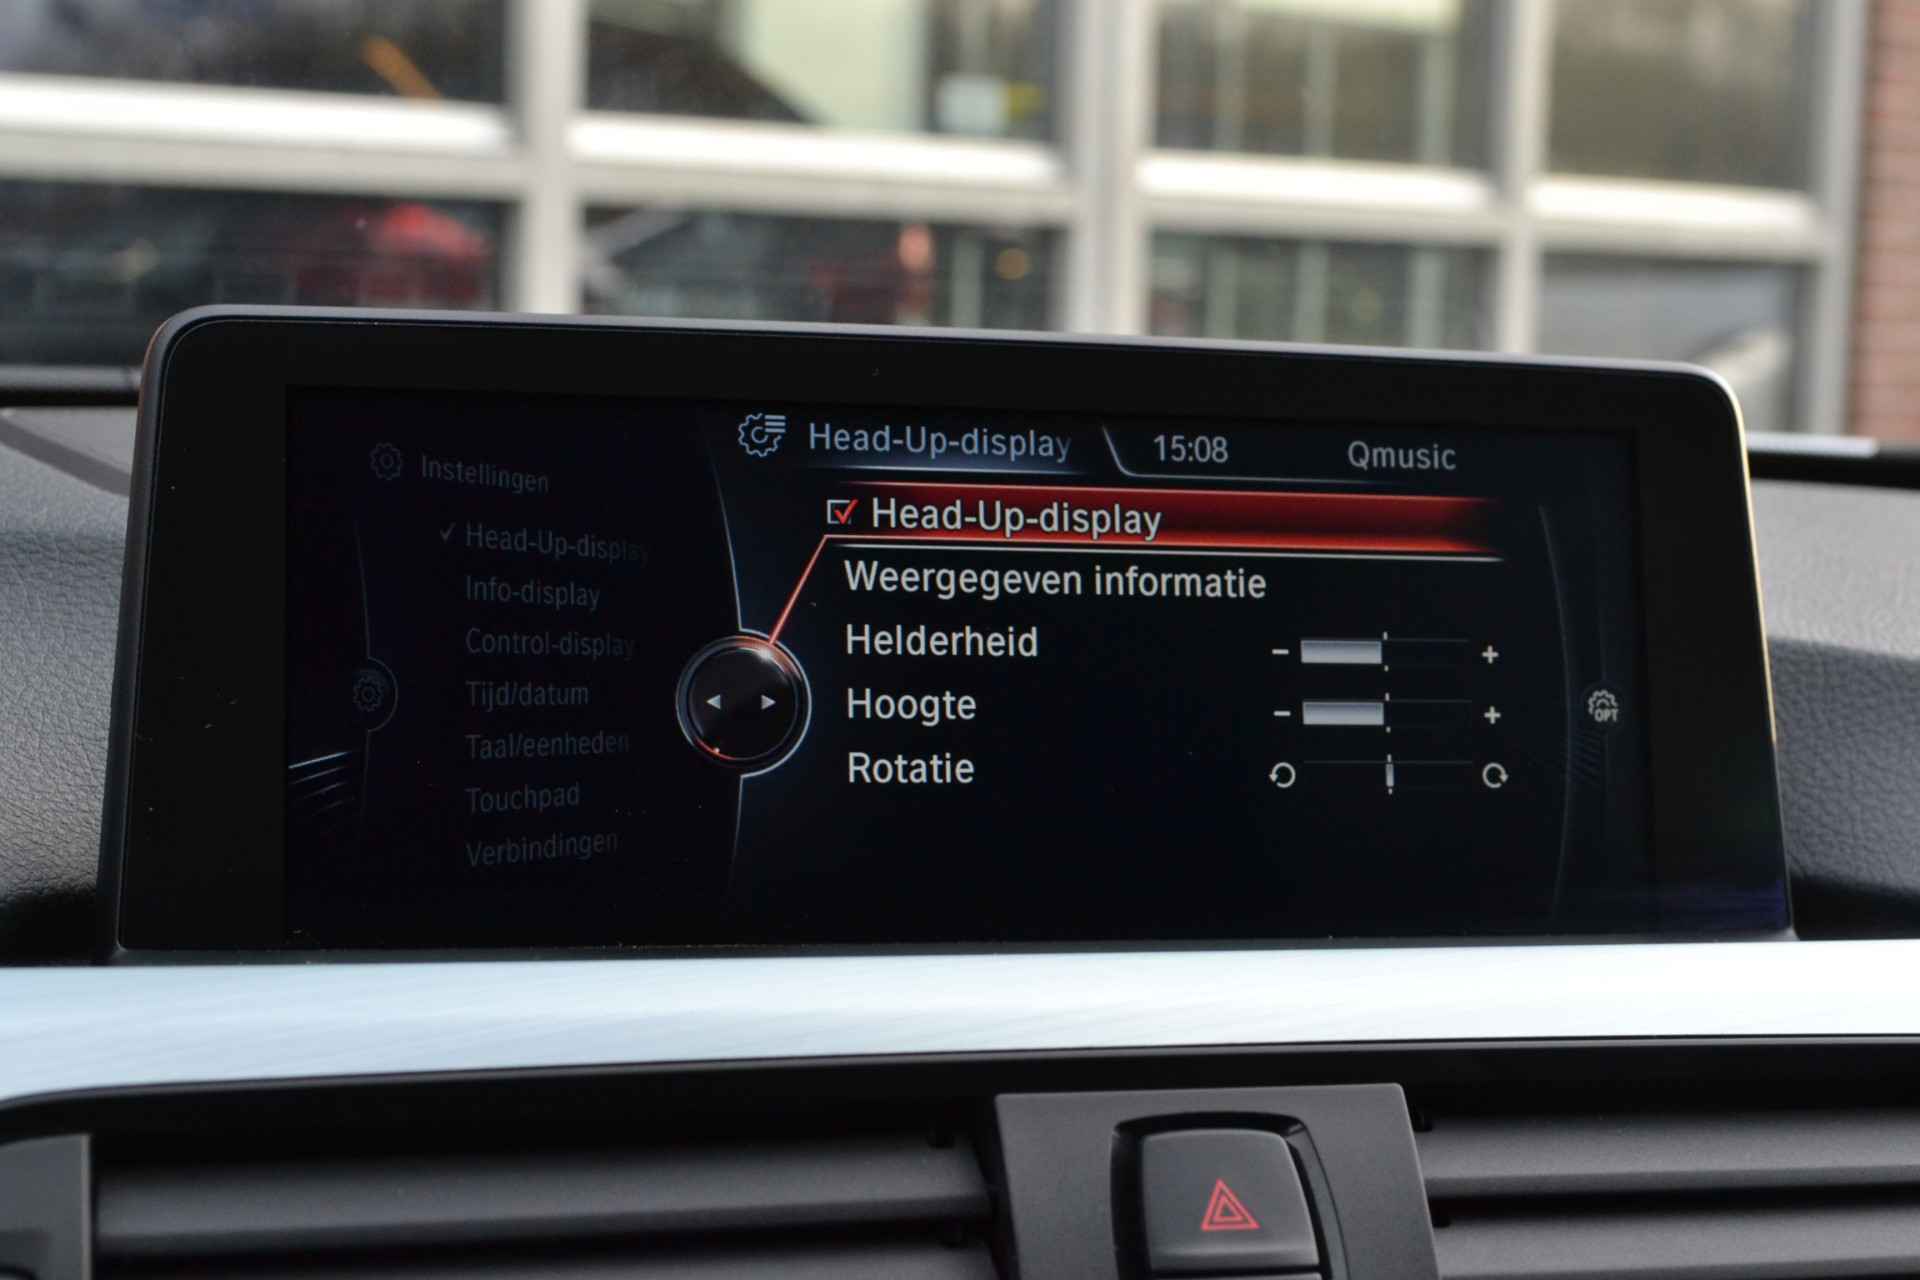 Head-Up-display 15:08 Qmusic
Instellingen
Head-Up-display
Info-display
Control-display
Tijd/datum
Taal/eenheden
Touchpad
Verbindingen
Head-Up-display
Weergegeven informatie
Helderheid - +
Hoogte - +
Rotatie
OPT